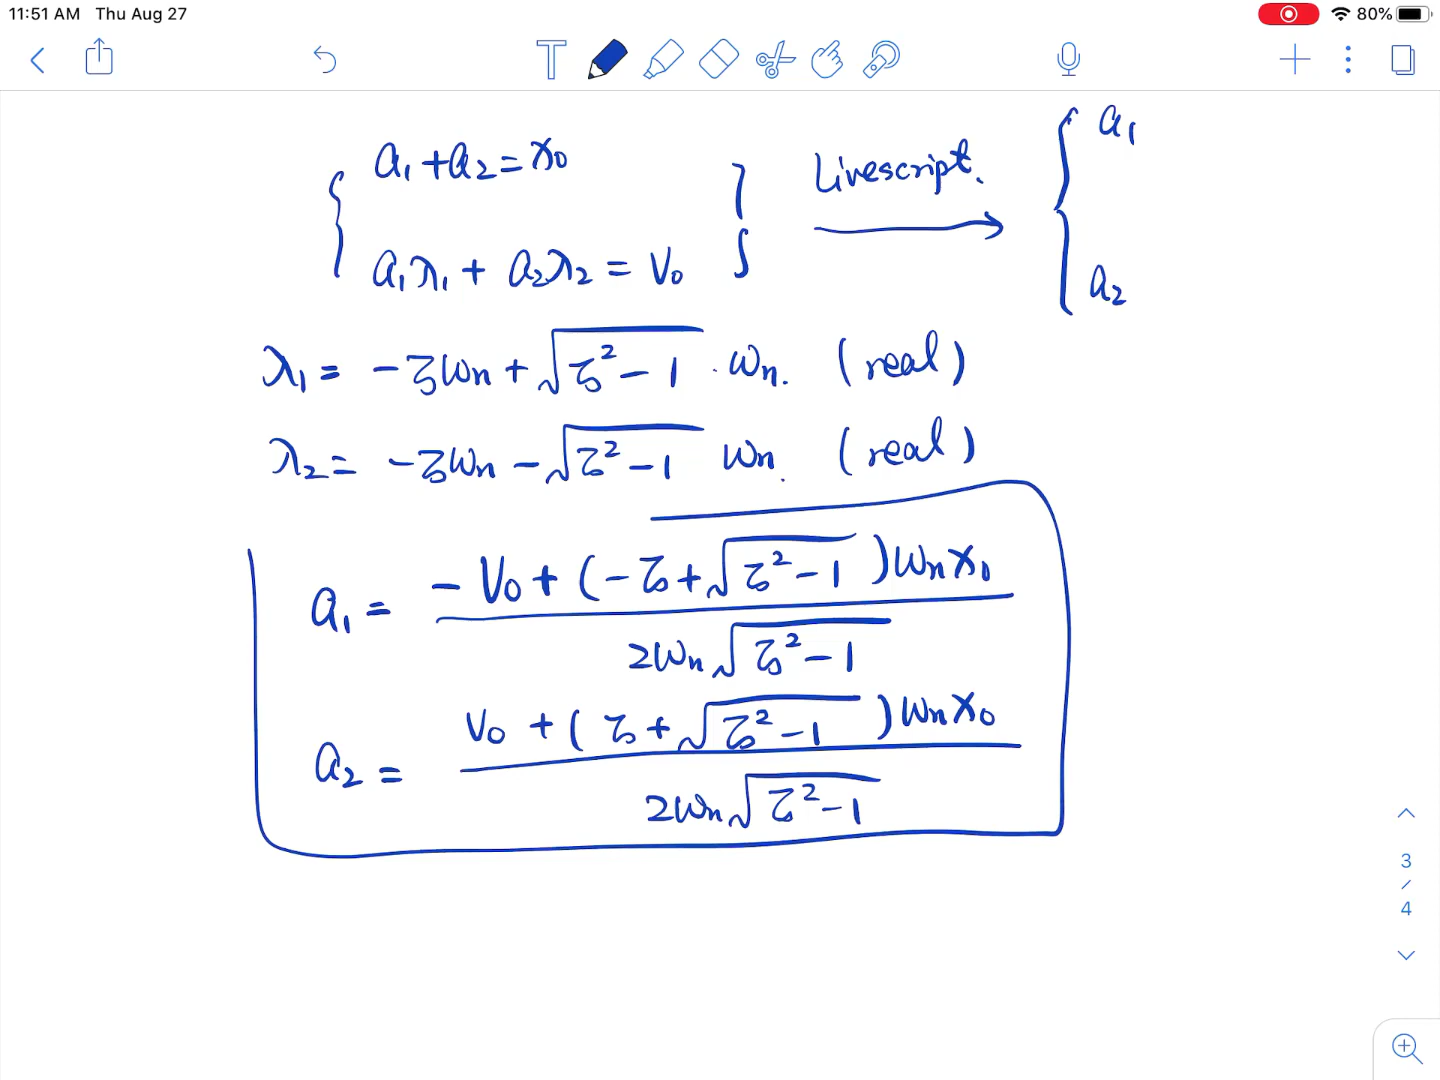 11:51 AM Thu Aug 27
80%
T
a₁ + a₂ = x₀
a₁λ₁ + a₂λ₂ = V₀
Livescript.
a₁
a₂
λ₁ = -ζωn + √(ζ² - 1) · ωn. (real)
λ₂ = -ζωn - √(ζ² - 1) ωn. (real)
a₁ = (-V₀ + (-ζ + √(ζ² - 1))ωn x₀) / (2ωn √(ζ² - 1))
a₂ = (V₀ + (ζ + √(ζ² - 1))ωn x₀) / (2ωn √(ζ² - 1))
3
/
4